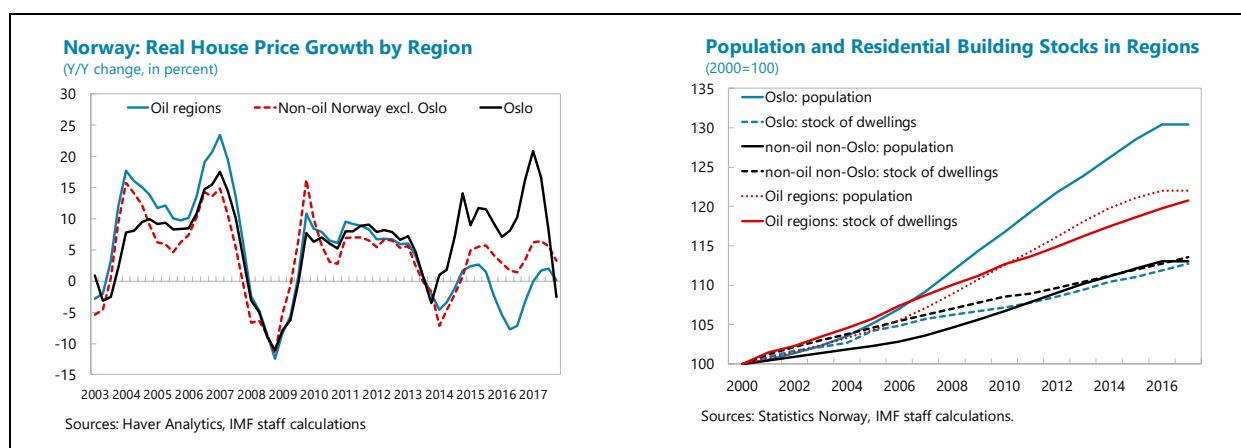 Norway: Real House Price Growth by Region
(Y/Y change, in percent)
30
25
20
15
10
5
0
-5
-10
-15
Oil regions Non-oil Norway excl. Oslo Oslo
2003 2004 2005 2006 2007 2008 2009 2010 2011 2012 2013 2014 2015 2016 2017
Sources: Haver Analytics, IMF staff calculations
Population and Residential Building Stocks in Regions
(2000=100)
135
130
125
120
115
110
105
100
Oslo: population
Oslo: stock of dwellings
non-oil non-Oslo: population
non-oil non-Oslo: stock of dwellings
Oil regions: population
Oil regions: stock of dwellings
2000 2002 2004 2006 2008 2010 2012 2014 2016
Sources: Statistics Norway, IMF staff calculations.